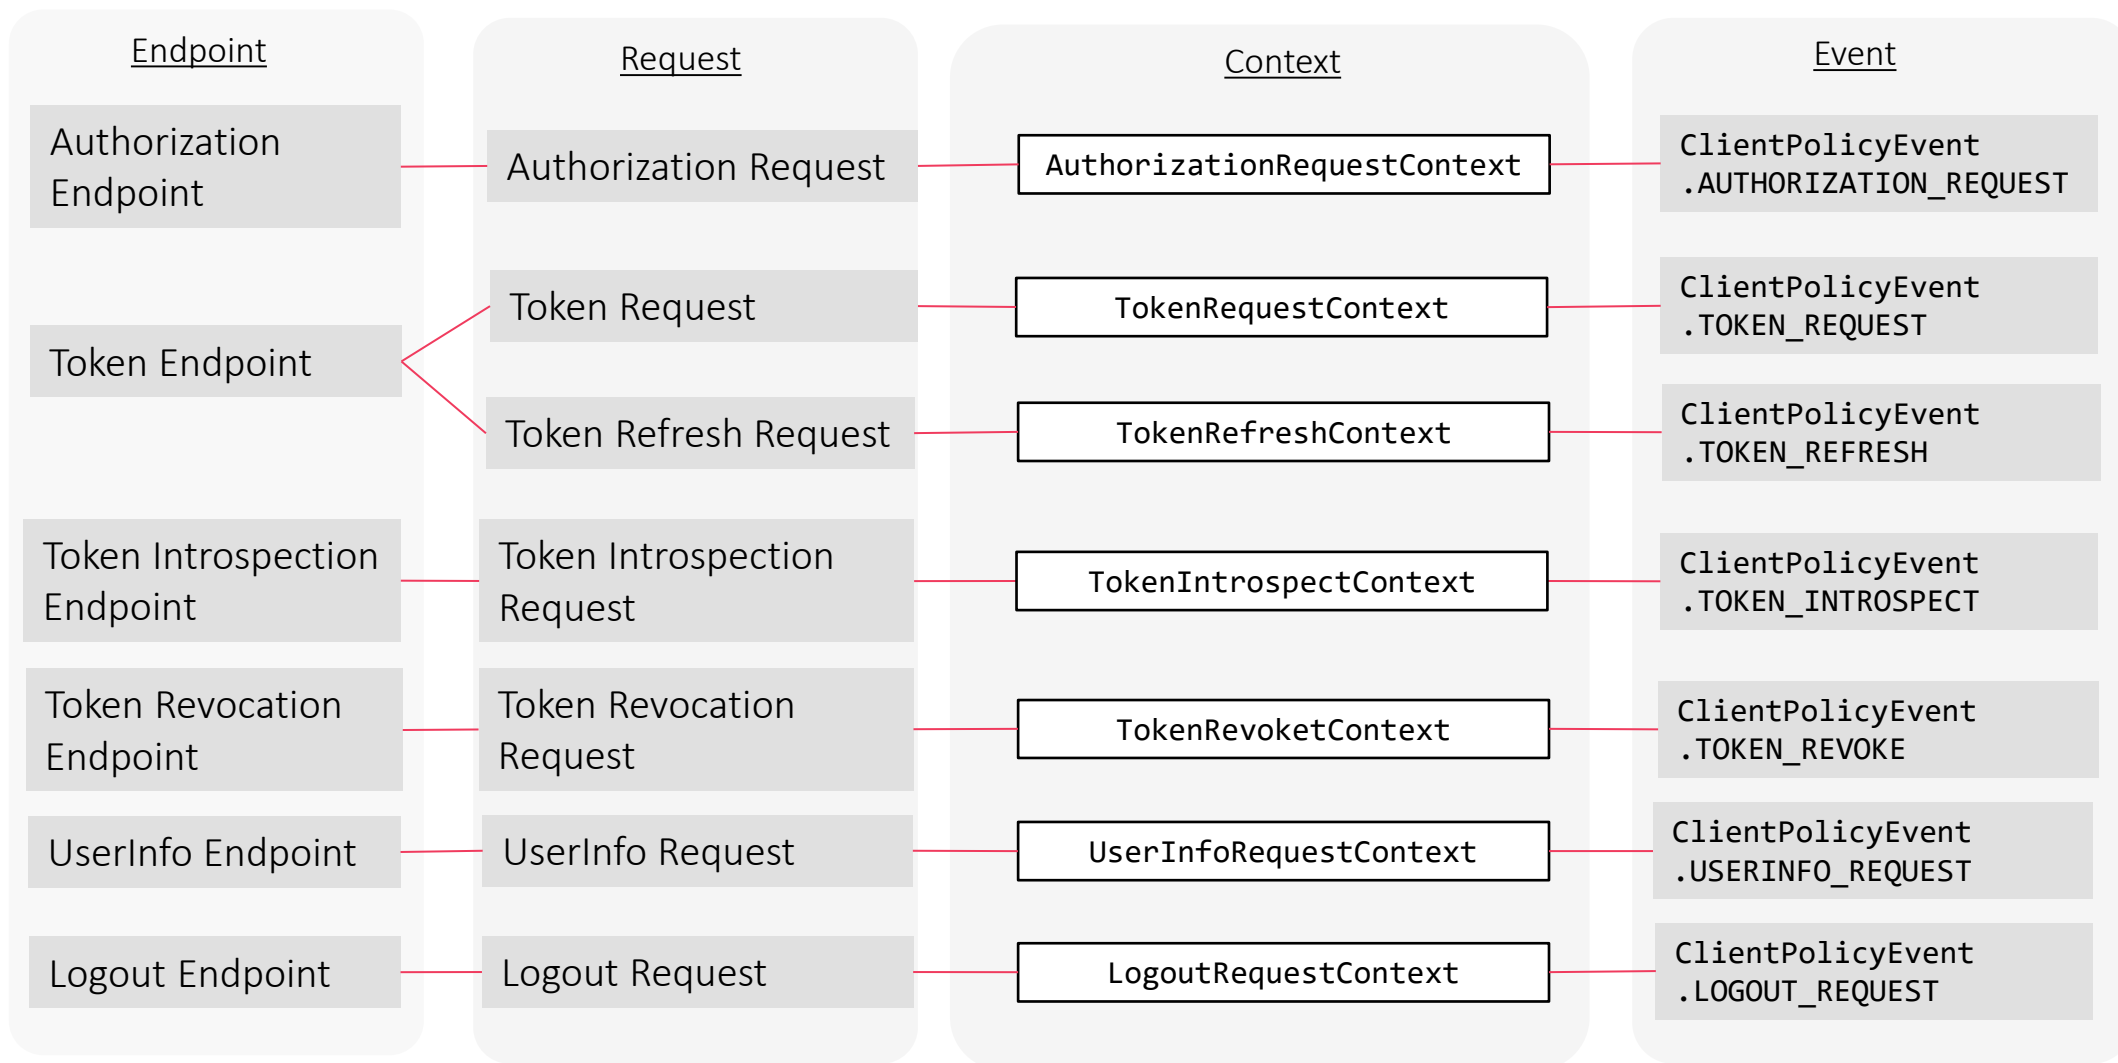 Endpoint
Request
Context
Event
Authorization
Endpoint
Authorization Request
AuthorizationRequestContext
ClientPolicyEvent
.AUTHORIZATION_REQUEST
Token Endpoint
Token Request
TokenRequestContext
ClientPolicyEvent
.TOKEN_REQUEST
Token Refresh Request
TokenRefreshContext
ClientPolicyEvent
.TOKEN_REFRESH
Token Introspection
Endpoint
Token Introspection
Request
TokenIntrospectContext
ClientPolicyEvent
.TOKEN_INTROSPECT
Token Revocation
Endpoint
Token Revocation
Request
TokenRevoketContext
ClientPolicyEvent
.TOKEN_REVOKE
UserInfo Endpoint
UserInfo Request
UserInfoRequestContext
ClientPolicyEvent
.USERINFO_REQUEST
Logout Endpoint
Logout Request
LogoutRequestContext
ClientPolicyEvent
.LOGOUT_REQUEST